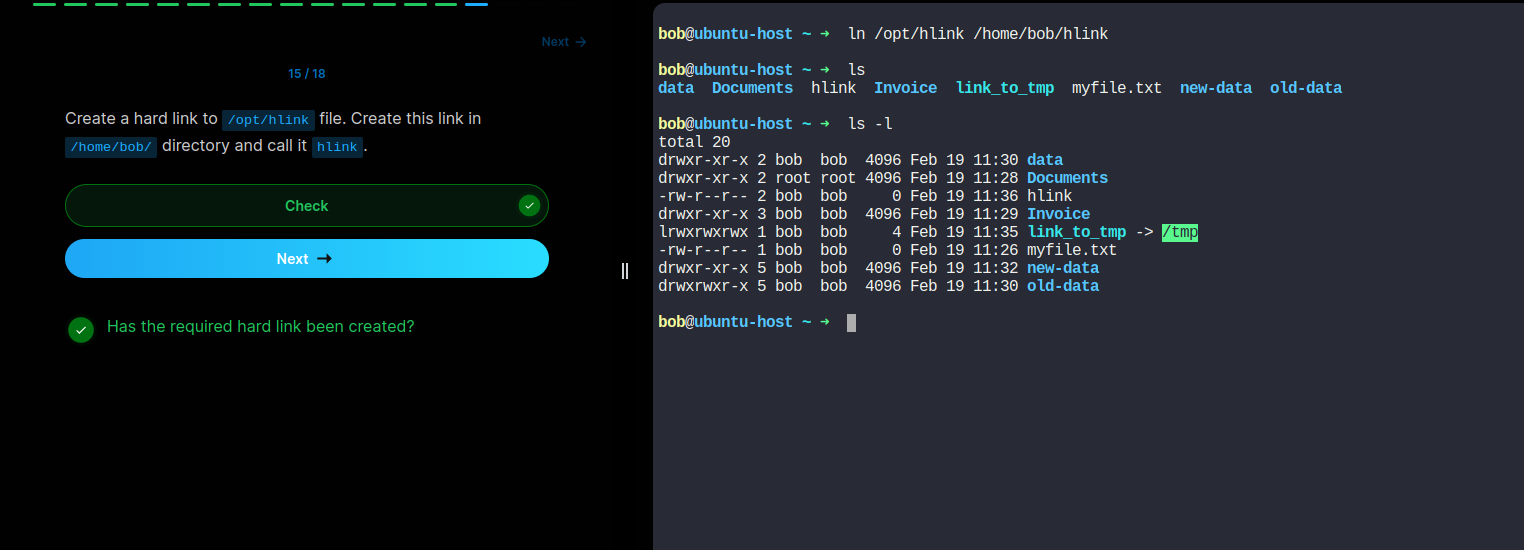 Next →
15 / 18
Create a hard link to /opt/hlink file. Create this link in
/home/bob/ directory and call it hlink.
Check
Next →
Has the required hard link been created?
bob@ubuntu-host ~ ➜  ln /opt/hlink /home/bob/hlink
bob@ubuntu-host ~ ➜  ls
data  Documents  hlink  Invoice  link_to_tmp  myfile.txt  new-data  old-data
bob@ubuntu-host ~ ➜  ls -l
total 20
drwxr-xr-x 2 bob  bob  4096 Feb 19 11:30 data
drwxr-xr-x 2 root root 4096 Feb 19 11:28 Documents
-rw-r--r-- 2 bob  bob     0 Feb 19 11:36 hlink
drwxr-xr-x 3 bob  bob  4096 Feb 19 11:29 Invoice
lrwxrwxrwx 1 bob  bob     4 Feb 19 11:35 link_to_tmp -> /tmp
-rw-r--r-- 1 bob  bob     0 Feb 19 11:26 myfile.txt
drwxr-xr-x 5 bob  bob  4096 Feb 19 11:32 new-data
drwxrwxr-x 5 bob  bob  4096 Feb 19 11:30 old-data
bob@ubuntu-host ~ ➜